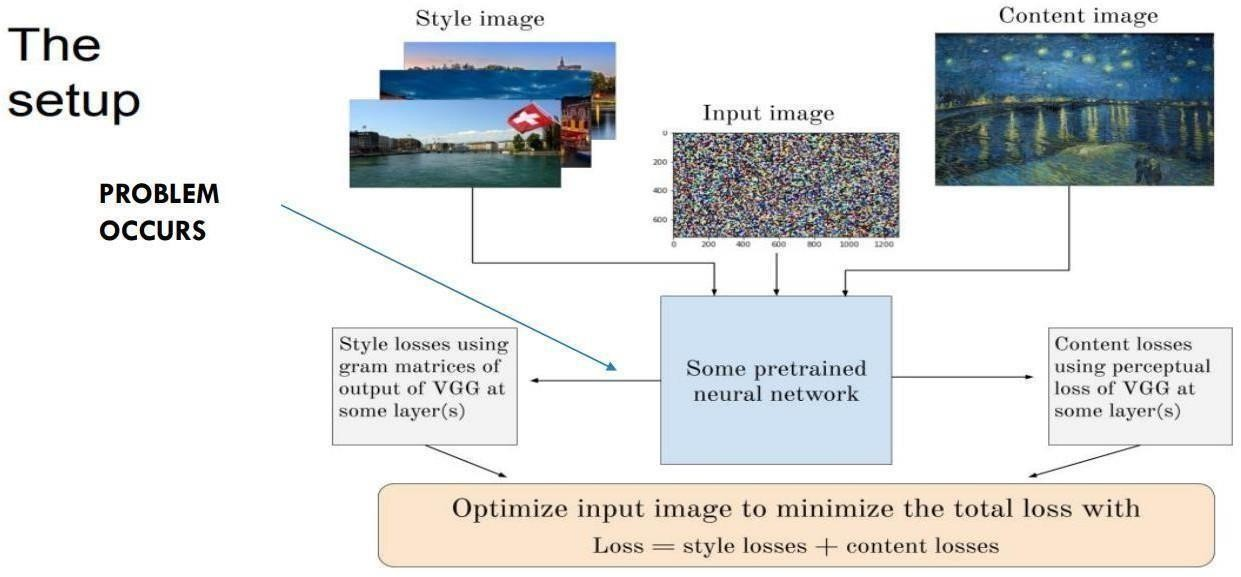 The
setup
PROBLEM
OCCURS
Style image
Input image
Content image
0
200
400
600
0 200 400 600 800 1000 1200
Style losses using
gram matrices of
output of VGG at
some layer(s)
Some pretrained
neural network
Content losses
using perceptual
loss of VGG at
some layer(s)
Optimize input image to minimize the total loss with
Loss = style losses + content losses